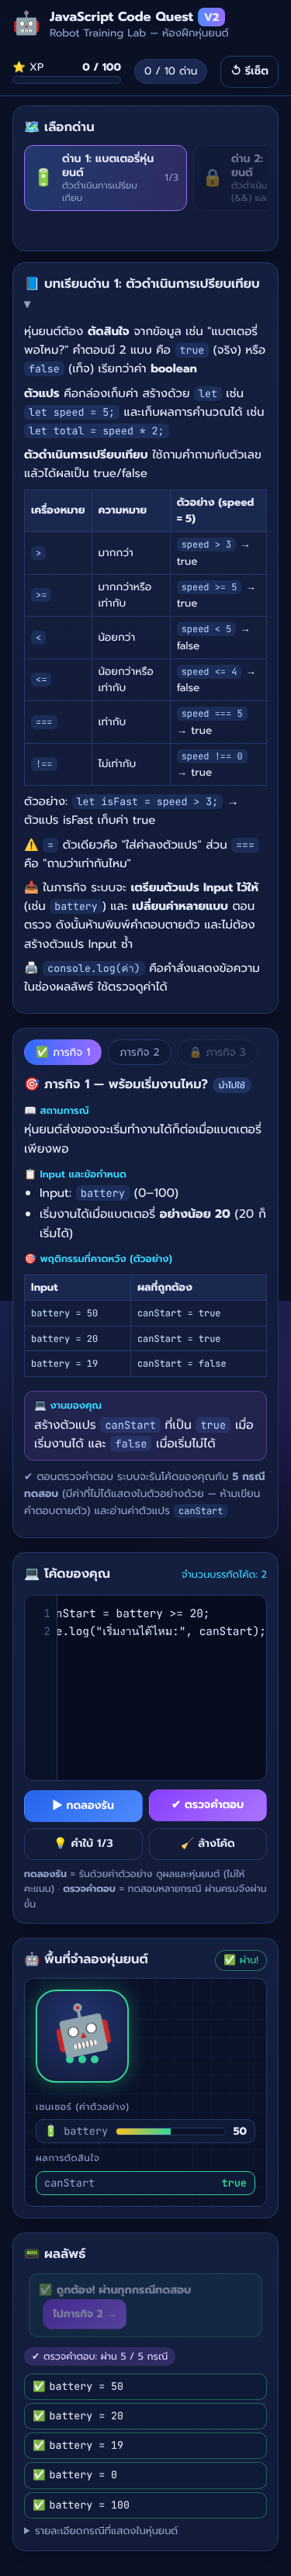 🤖 JavaScript Code Quest V2
Robot Training Lab — ห้องฝึกหุ่นยนต์
⭐ XP 0 / 100
0 / 10 ด่าน
↺ รีเซ็ต
🗺️ เลือกด่าน
🔋 ด่าน 1: แบตเตอรี่หุ่น
ยนต์
ตัวดำเนินการเปรียบ
เทียบ
1/3
🔒 ด่าน 2:
(&&) และ
📘 บทเรียนด่าน 1: ตัวดำเนินการเปรียบเทียบ
▼
หุ่นยนต์ต้อง ตัดสินใจ จากข้อมูล เช่น "แบตเตอรี่
พอไหม?" คำตอบมี 2 แบบ คือ true (จริง) หรือ
false (เท็จ) เรียกว่าค่า boolean
ตัวแปร คือกล่องเก็บค่า สร้างด้วย let เช่น
let speed = 5; และเก็บผลการคำนวณได้ เช่น
let total = speed * 2;
ตัวดำเนินการเปรียบเทียบ ใช้ถามคำถามกับตัวเลข
แล้วได้ผลเป็น true/false
เครื่องหมาย ความหมาย ตัวอย่าง (speed
= 5)
> มากกว่า speed > 3 →
true
>= มากกว่าหรือ
เท่ากับ speed >= 5 →
true
< น้อยกว่า speed < 5 →
false
<= น้อยกว่าหรือ
เท่ากับ speed <= 4 →
false
=== เท่ากับ speed === 5
→ true
!== ไม่เท่ากับ speed !== 0
→ true
ตัวอย่าง: let isFast = speed > 3; →
ตัวแปร isFast เก็บค่า true
⚠️ = ตัวเดียวคือ "ใส่ค่าลงตัวแปร" ส่วน ===
คือ "ถามว่าเท่ากันไหม"
📥 ในภารกิจ ระบบจะ เตรียมตัวแปร Input ไว้ให้
(เช่น battery) และ เปลี่ยนค่าหลายแบบ ตอน
ตรวจ ดังนั้นห้ามพิมพ์คำตอบตายตัว และไม่ต้อง
สร้างตัวแปร Input ซ้ำ
🖨️ console.log(ค่า) คือคำสั่งแสดงข้อความ
ในช่องผลลัพธ์ ใช้ตรวจดูค่าได้
✅ ภารกิจ 1
ภารกิจ 2
🔒 ภารกิจ 3
🎯 ภารกิจ 1 — พร้อมเริ่มงานไหม? นำไปใช้
📖 สถานการณ์
หุ่นยนต์ส่งของจะเริ่มทำงานได้ก็ต่อเมื่อแบตเตอรี่
เพียงพอ
📋 Input และข้อกำหนด
• Input: battery (0–100)
• เริ่มงานได้เมื่อแบตเตอรี่ อย่างน้อย 20 (20 ก็
เริ่มได้)
🎯 พฤติกรรมที่คาดหวัง (ตัวอย่าง)
Input ผลที่ถูกต้อง
battery = 50 canStart = true
battery = 20 canStart = true
battery = 19 canStart = false
💻 งานของคุณ
สร้างตัวแปร canStart ที่เป็น true เมื่อ
เริ่มงานได้ และ false เมื่อเริ่มไม่ได้
✔ ตอนตรวจคำตอบ ระบบจะรันโค้ดของคุณกับ 5 กรณี
ทดสอบ (มีค่าที่ไม่ได้แสดงในตัวอย่างด้วย — ห้ามเขียน
คำตอบตายตัว) และอ่านค่าตัวแปร canStart
💻 โค้ดของคุณ
จำนวนบรรทัดโค้ด: 2
1 nStart = battery >= 20;
2 e.log("เริ่มงานได้ไหม:", canStart);
▶ ทดลองรัน
✔ ตรวจคำตอบ
💡 คำใบ้ 1/3
🧹 ล้างโค้ด
ทดลองรัน = รันด้วยค่าตัวอย่าง ดูผลและหุ่นยนต์ (ไม่ให้
คะแนน) · ตรวจคำตอบ = ทดสอบหลายกรณี ผ่านครบจึงผ่าน
ขั้น
🤖 พื้นที่จำลองหุ่นยนต์
✅ ผ่าน!
เซนเซอร์ (ค่าตัวอย่าง)
🔋 battery 50
ผลการตัดสินใจ
canStart true
📟 ผลลัพธ์
✅ ถูกต้อง! ผ่านทุกกรณีทดสอบ
ไปภารกิจ 2 →
✔ ตรวจคำตอบ: ผ่าน 5 / 5 กรณี
✅ battery = 50
✅ battery = 20
✅ battery = 19
✅ battery = 0
✅ battery = 100
▶ รายละเอียดกรณีที่แสดงในหุ่นยนต์